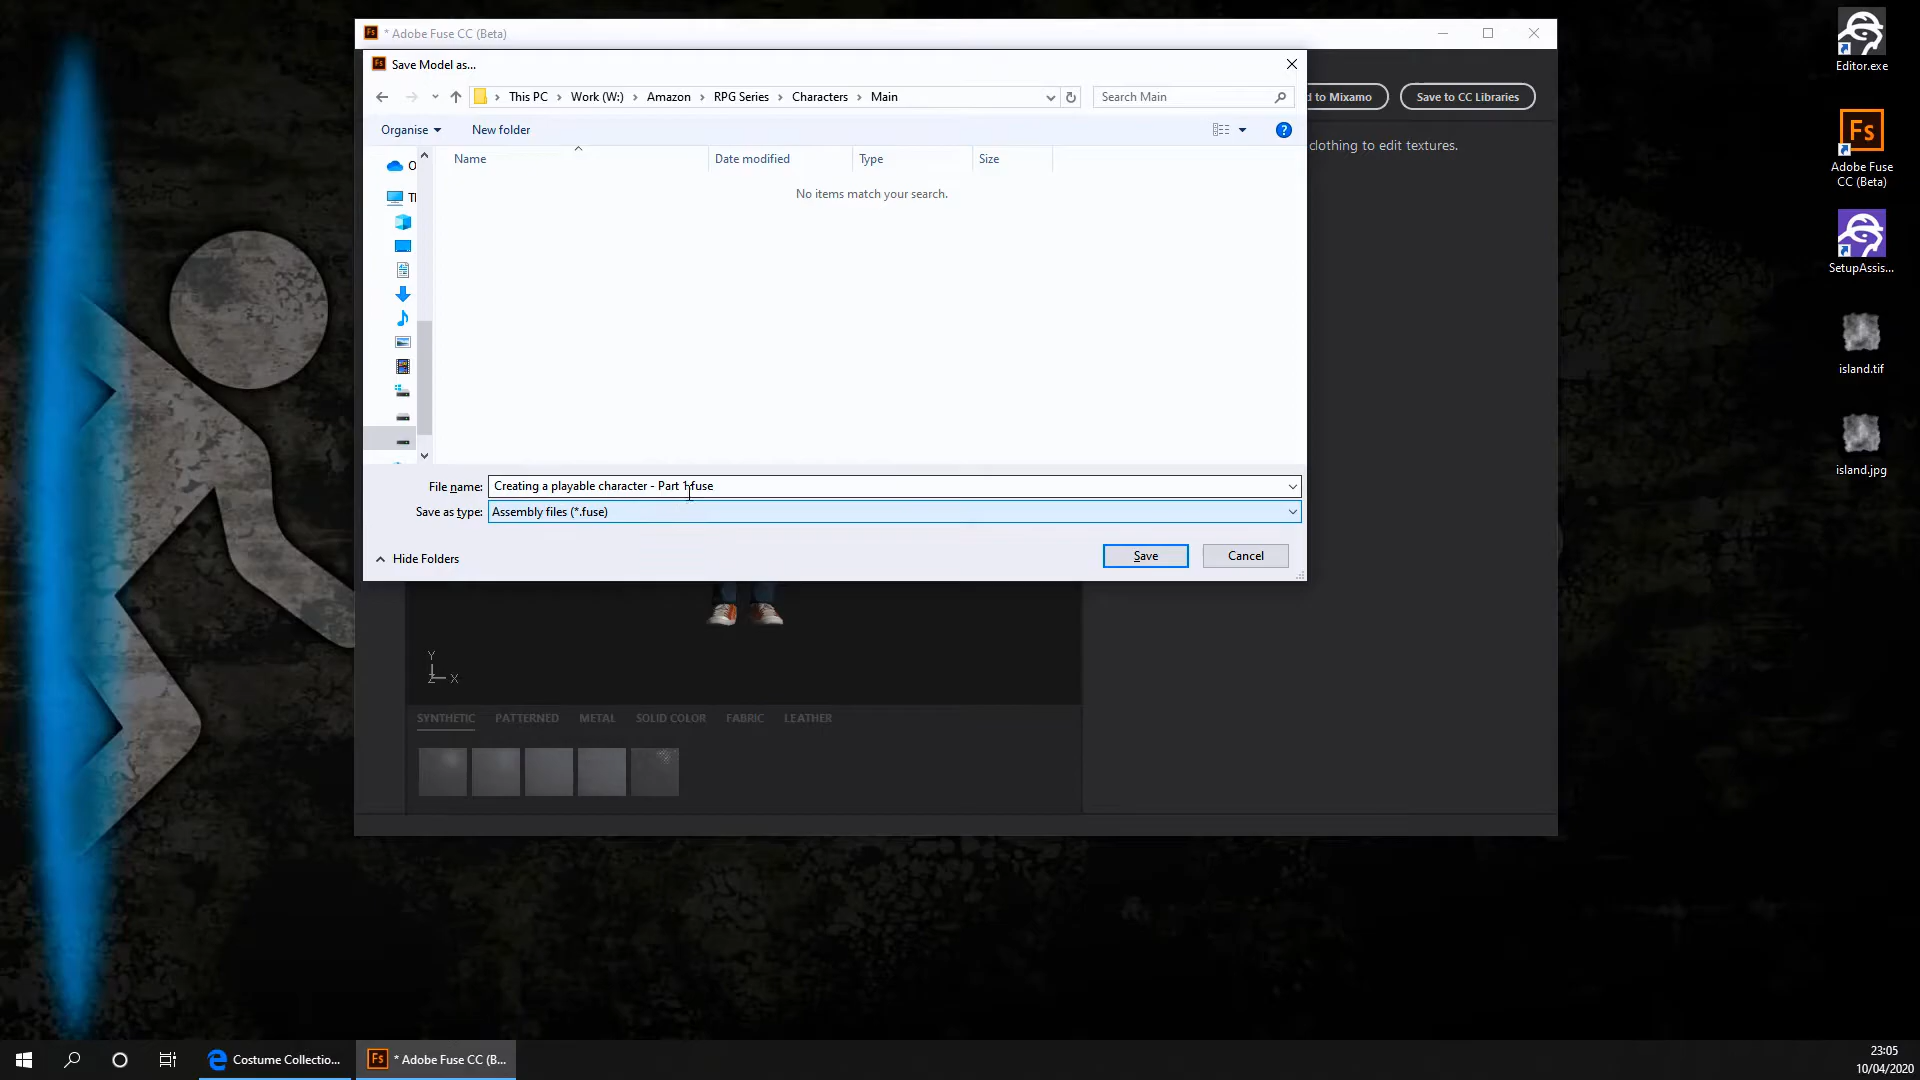 * Adobe Fuse CC (Beta)
Save Model as...
This PC
Work (W:)
Amazon
RPG Series
Characters
Main
Search Main
d to Mixamo
Save to CC Libraries
Organise
New folder
lothing to edit textures.
Name
Date modified
Type
Size
No items match your search.
File name:
Creating a playable character - Part 1.fuse
Save as type:
Assembly files (*.fuse)
Hide Folders
Save
Cancel
Y
Z
X
SYNTHETIC
PATTERNED
METAL
SOLID COLOR
FABRIC
LEATHER
Editor.exe
Fs
Adobe Fuse
CC (Beta)
SetupAssis...
island.tif
island.jpg
Costume Collectio...
Fs
* Adobe Fuse CC (B...
23:05
10/04/2020